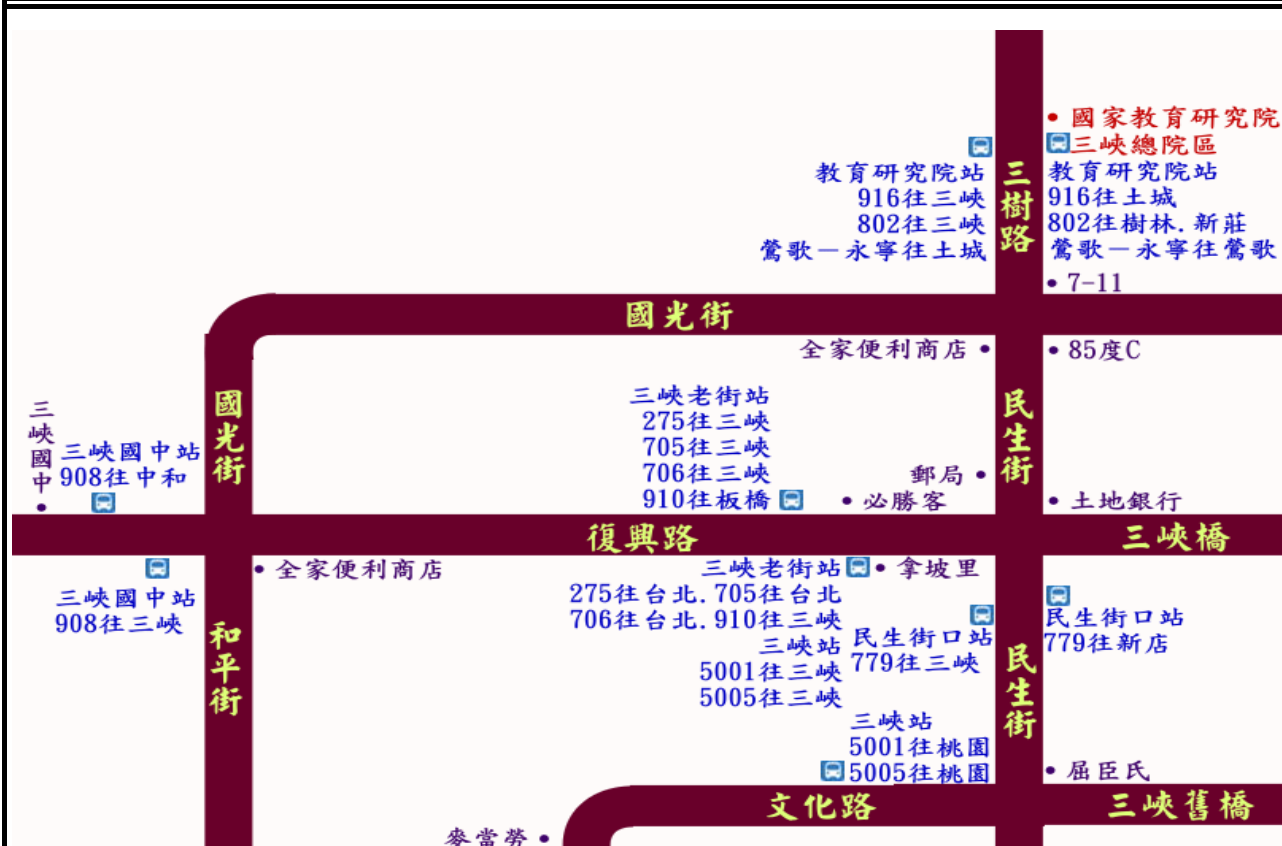 國家教育研究院
三峽總院區
教育研究院站
916往三峽
802往三峽
鶯歌－永寧往土城
三樹路
教育研究院站
916往土城
802往樹林.新莊
鶯歌－永寧往鶯歌
7-11
國光街
全家便利商店
85度C
三峽國中
三峽國中站
908往中和
國光街
三峽老街站
275往三峽
705往三峽
706往三峽
910往板橋
郵局
必勝客
民生街
土地銀行
復興路
三峽橋
三峽國中站
908往三峽
和平街
全家便利商店
三峽老街站
275往台北.705往台北
706往台北.910往三峽
三峽站
5001往三峽
5005往三峽
拿坡里
民生街口站
779往三峽
民生街口站
779往新店
民生街
三峽站
5001往桃園
5005往桃園
屈臣氏
文化路
三峽舊橋
麥當勞